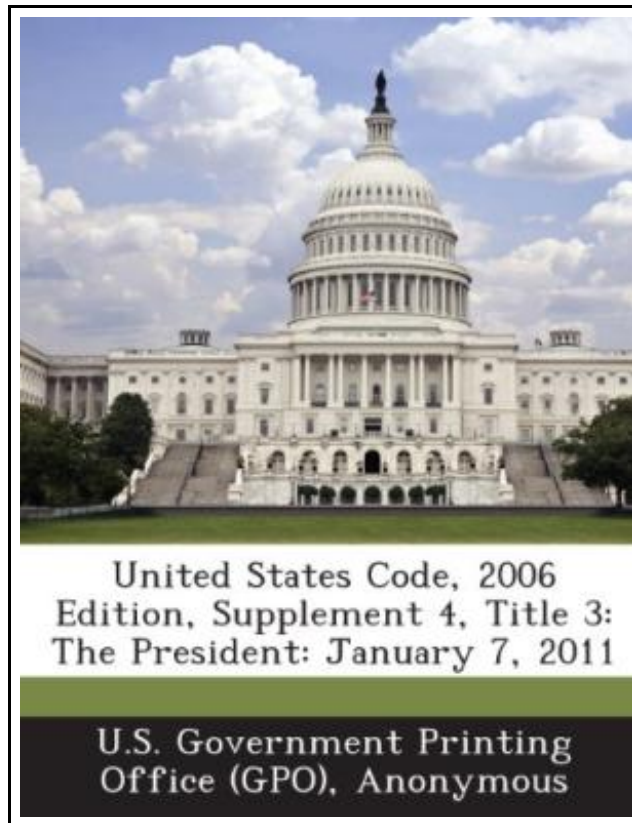 United States Code, 2006
Edition, Supplement 4, Title 3:
The President: January 7, 2011
U.S. Government Printing
Office (GPO), Anonymous